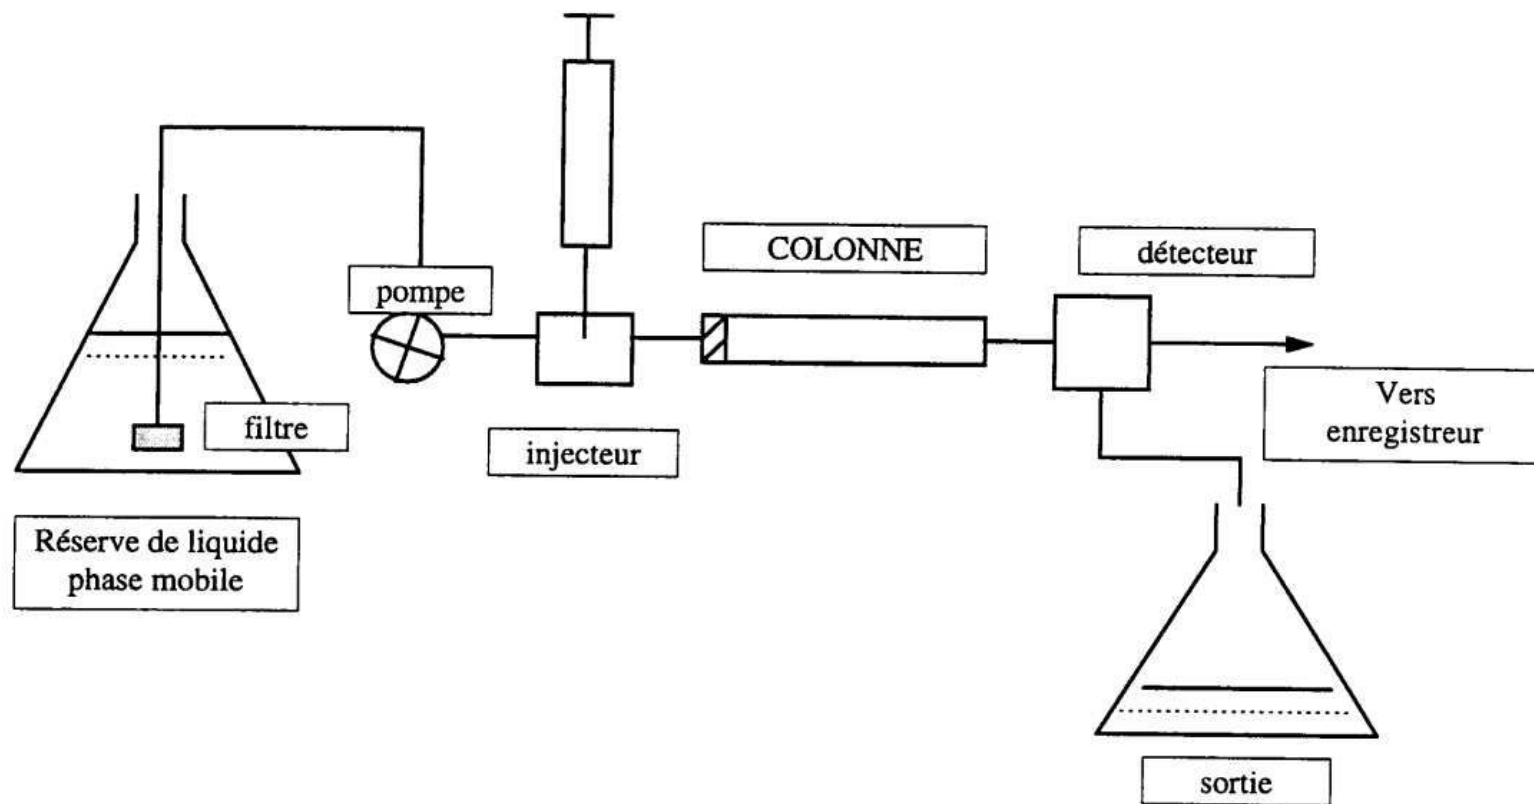 COLONNE
détecteur
pompe
Vers
enregistreur
filtre
injecteur
Réserve de liquide
phase mobile
sortie